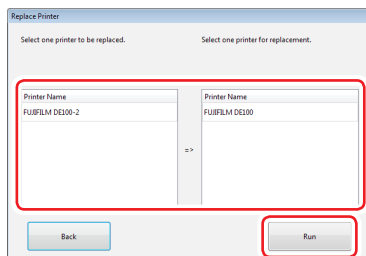 Replace Printer
Select one printer to be replaced.
Select one printer for replacement.
Printer Name
FUJIFILM DE100-2
=>
Printer Name
FUJIFILM DE100
Back
Run